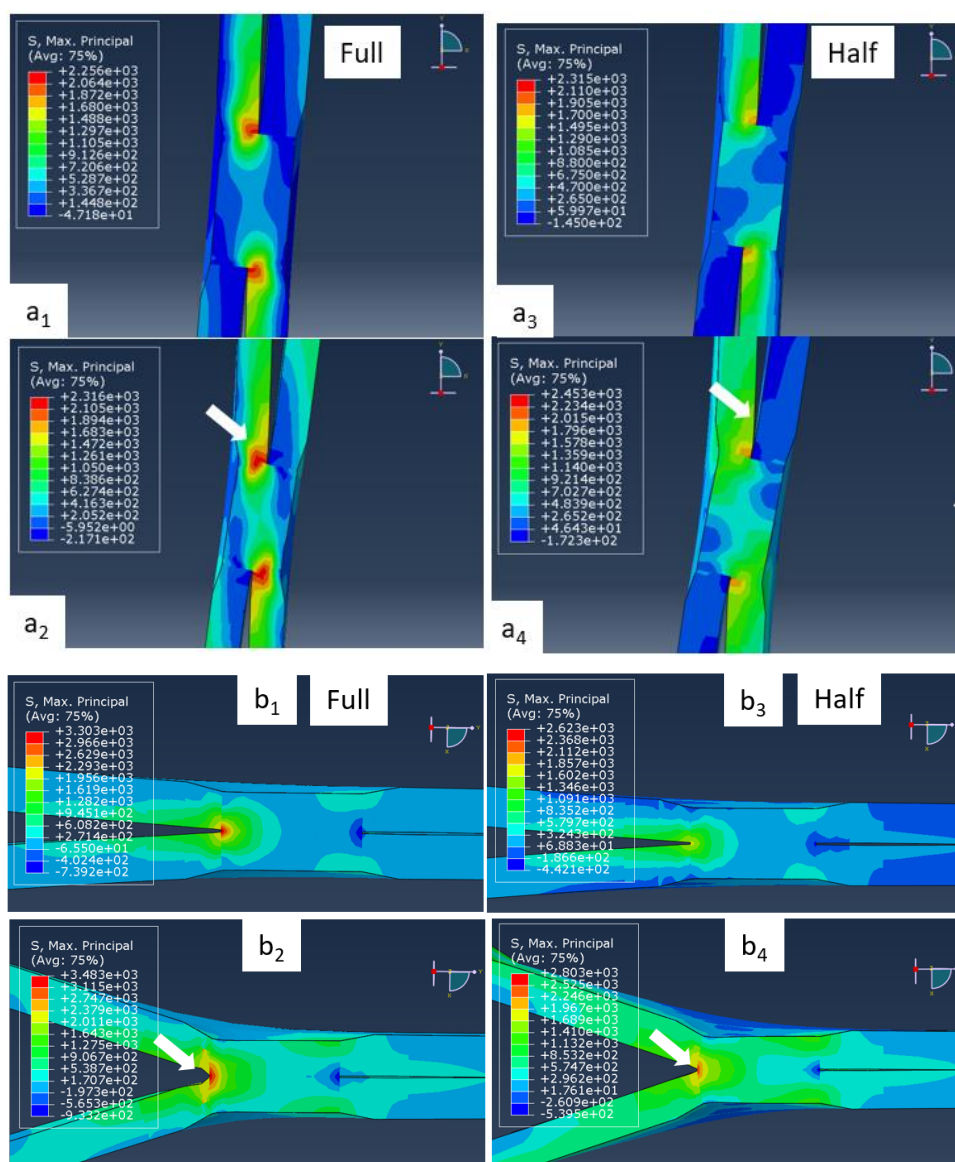 S, Max. Principal
(Avg: 75%)
+2.256e+03
+2.064e+03
+1.872e+03
+1.680e+03
+1.488e+03
+1.297e+03
+1.105e+03
+9.126e+02
+7.206e+02
+5.287e+02
+3.367e+02
+1.448e+02
-4.718e+01
Full
a1
S, Max. Principal
(Avg: 75%)
+2.315e+03
+2.110e+03
+1.905e+03
+1.700e+03
+1.495e+03
+1.290e+03
+1.085e+03
+8.800e+02
+6.750e+02
+4.700e+02
+2.650e+02
+5.997e+01
-1.450e+02
Half
a3
S, Max. Principal
(Avg: 75%)
+2.316e+03
+2.105e+03
+1.894e+03
+1.683e+03
+1.472e+03
+1.261e+03
+1.050e+03
+8.386e+02
+6.274e+02
+4.163e+02
+2.052e+02
-5.952e+00
-2.171e+02
a2
S, Max. Principal
(Avg: 75%)
+2.453e+03
+2.234e+03
+2.015e+03
+1.796e+03
+1.578e+03
+1.359e+03
+1.140e+03
+9.214e+02
+7.027e+02
+4.839e+02
+2.652e+02
+4.643e+01
-1.723e+02
a4
b1 Full
S, Max. Principal
(Avg: 75%)
+3.303e+03
+2.966e+03
+2.629e+03
+2.293e+03
+1.956e+03
+1.619e+03
+1.282e+03
+9.451e+02
+6.082e+02
+2.714e+02
-6.550e+01
-4.024e+02
-7.392e+02
b3 Half
S, Max. Principal
(Avg: 75%)
+2.623e+03
+2.368e+03
+2.112e+03
+1.857e+03
+1.602e+03
+1.346e+03
+1.091e+03
+8.352e+02
+5.797e+02
+3.243e+02
+6.883e+01
-1.866e+02
-4.421e+02
b2
S, Max. Principal
(Avg: 75%)
+3.483e+03
+3.115e+03
+2.747e+03
+2.379e+03
+2.011e+03
+1.643e+03
+1.275e+03
+9.067e+02
+5.387e+02
+1.707e+02
-1.973e+02
-5.653e+02
-9.332e+02
b4
S, Max. Principal
(Avg: 75%)
+2.803e+03
+2.525e+03
+2.246e+03
+1.967e+03
+1.689e+03
+1.410e+03
+1.132e+03
+8.532e+02
+5.747e+02
+2.962e+02
+1.761e+01
-2.609e+02
-5.395e+02